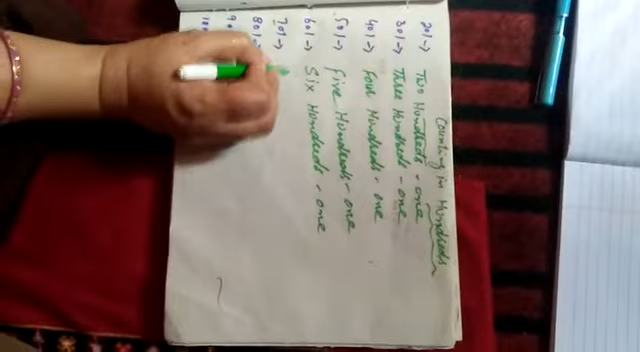 Counting in Hundreds
201→ Two Hundreds - one
301→ Three Hundreds - one
401→ Four Hundreds - one
501→ Five Hundreds - one
601→ Six Hundreds - one
701→
801→